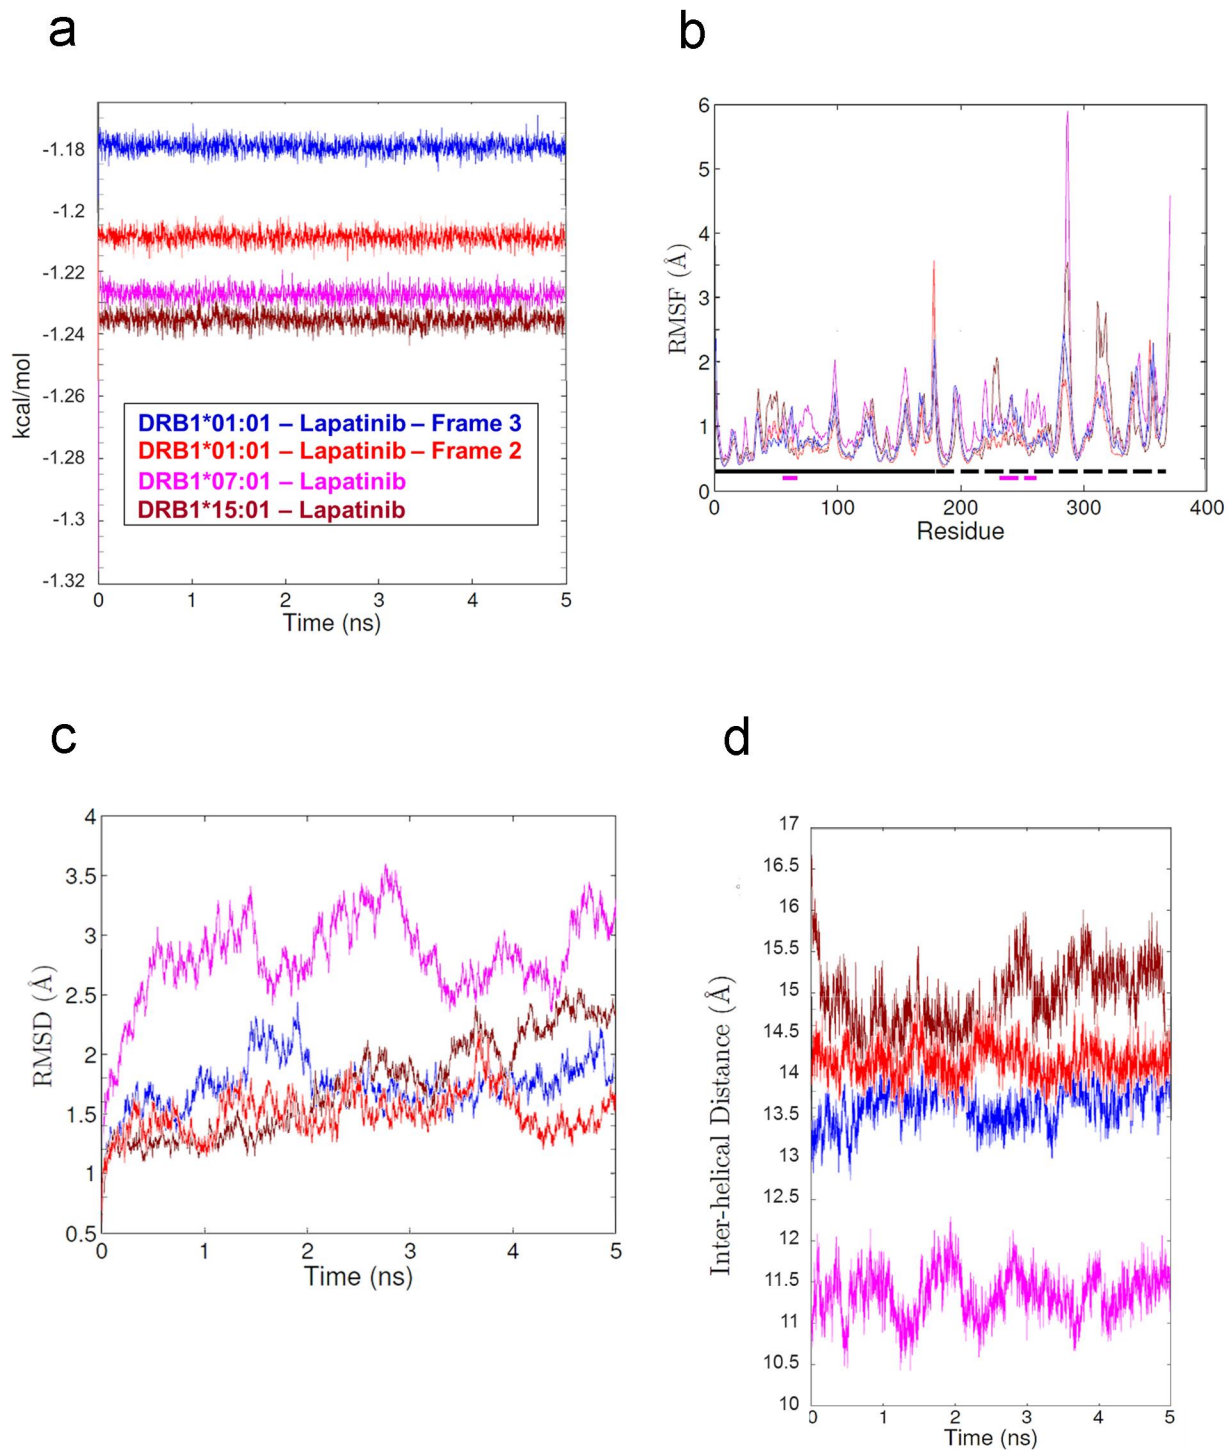 a
-1.18
-1.2
-1.22
-1.24
-1.26
-1.28
-1.3
-1.32
kcal/mol
DRB1*01:01 – Lapatinib – Frame 3
DRB1*01:01 – Lapatinib – Frame 2
DRB1*07:01 – Lapatinib
DRB1*15:01 – Lapatinib
0 1 2 3 4 5
Time (ns)
b
6
5
4
3
2
1
0
RMSF (Å)
0 100 200 300 400
Residue
c
4
3.5
3
2.5
2
1.5
1
0.5
RMSD (Å)
0 1 2 3 4 5
Time (ns)
d
17
16.5
16
15.5
15
14.5
14
13.5
13
12.5
12
11.5
11
10.5
10
Inter-helical Distance (Å)
0 1 2 3 4 5
Time (ns)